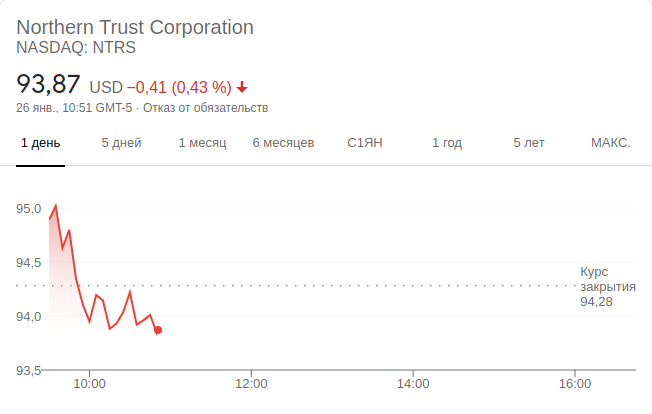 Northern Trust Corporation
NASDAQ: NTRS
93,87 USD −0,41 (0,43 %)
26 янв., 10:51 GMT-5 · Отказ от обязательств
1 день 5 дней 1 месяц 6 месяцев С1ЯН 1 год 5 лет МАКС.
95,0
94,5
94,0
93,5
Курс
закрытия
94,28
10:00 12:00 14:00 16:00